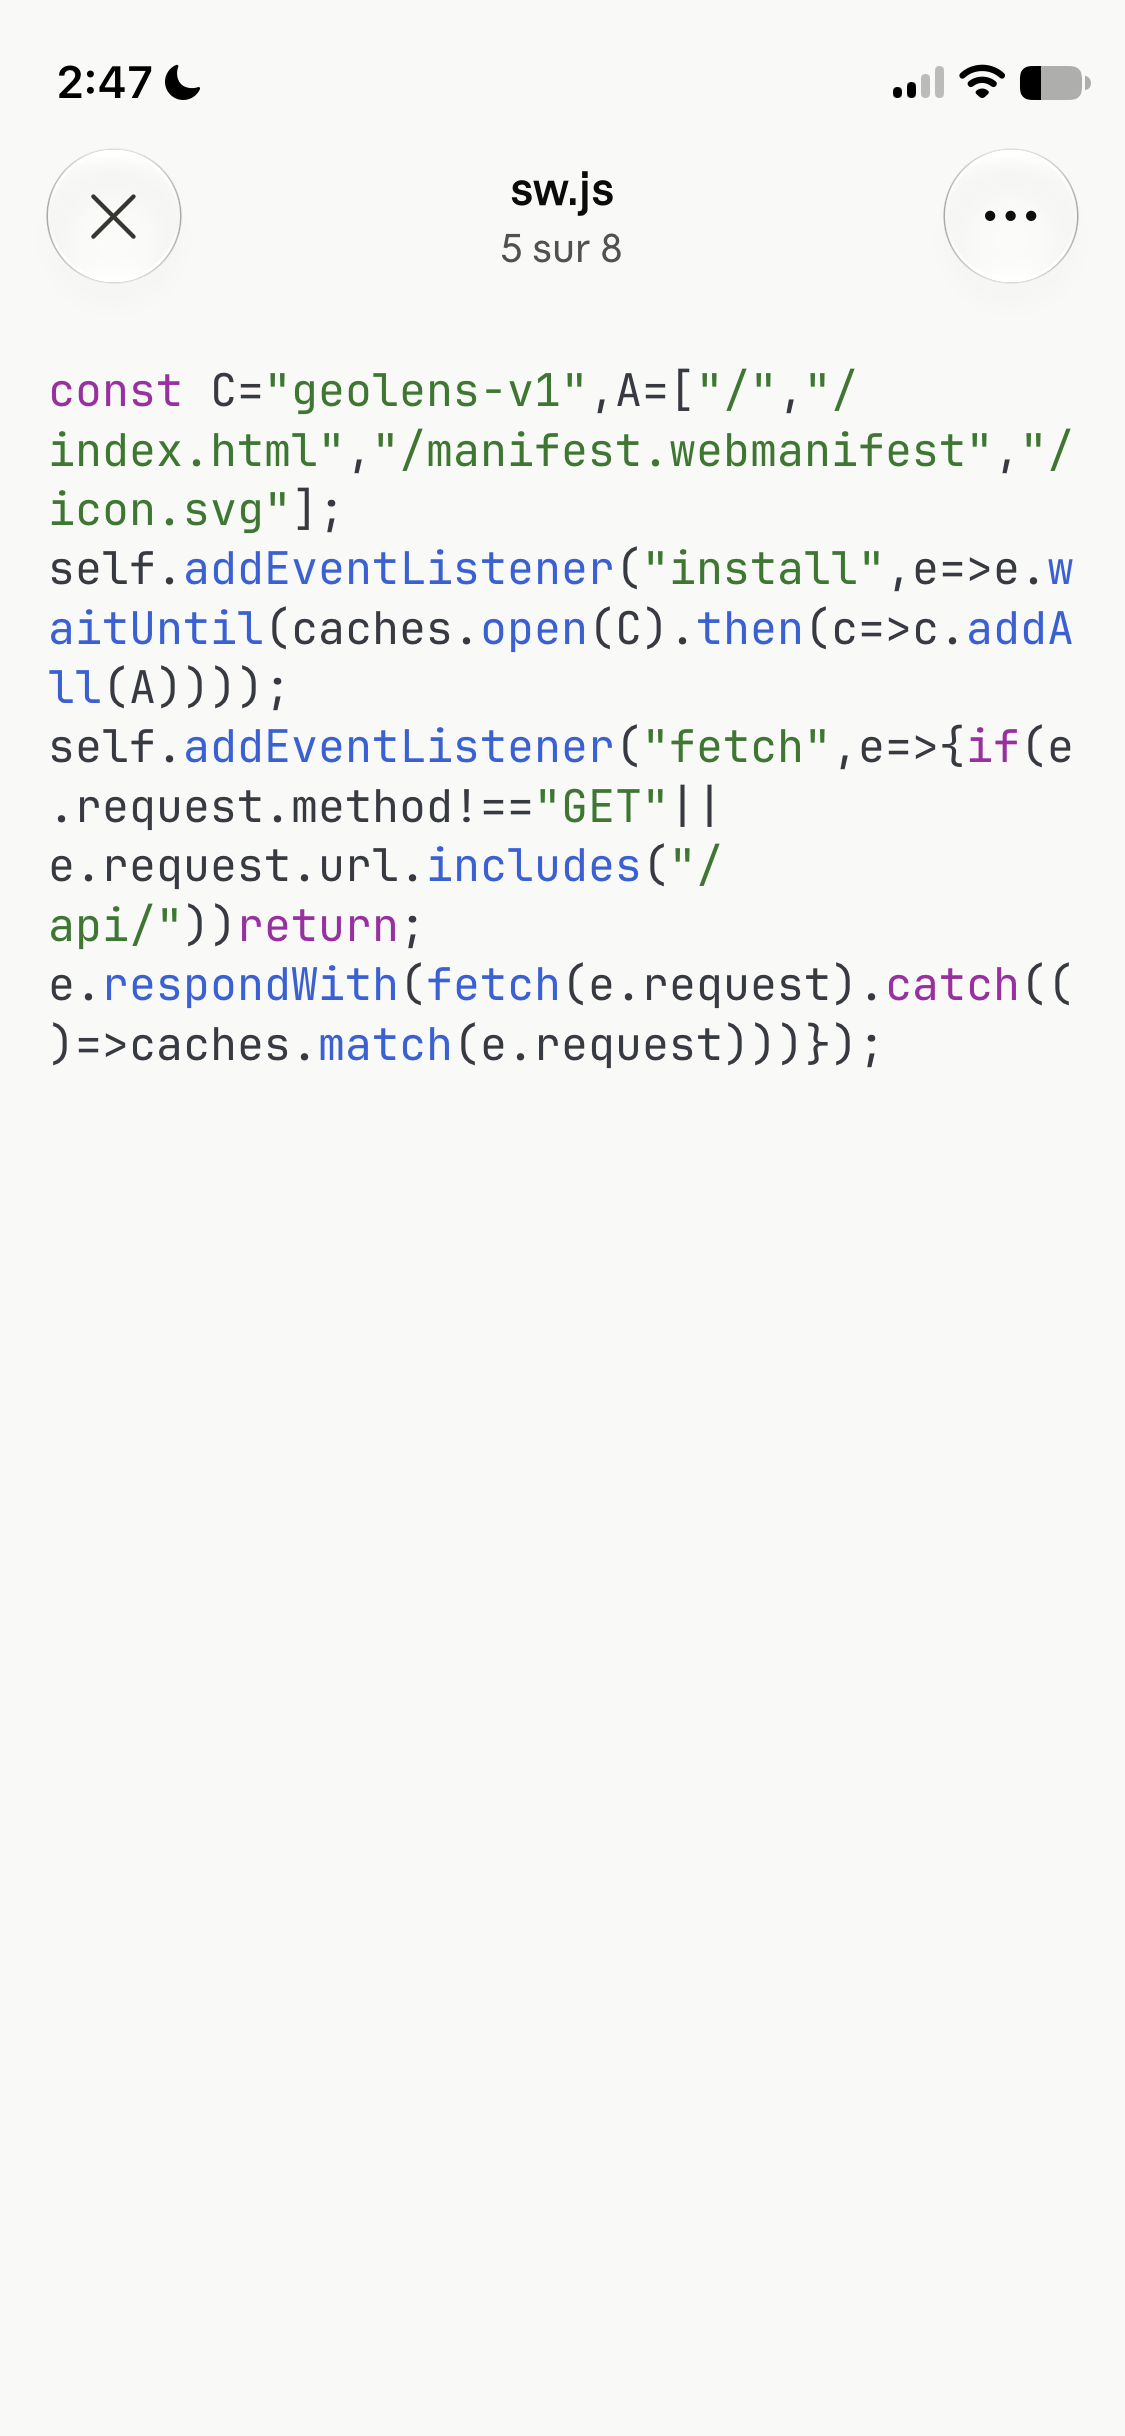 2:47
sw.js
5 sur 8
const C="geolens-v1",A=["/","/
index.html","/manifest.webmanifest","/
icon.svg"];
self.addEventListener("install",e=>e.w
aitUntil(caches.open(C).then(c=>c.addA
ll(A))));
self.addEventListener("fetch",e=>{if(e
.request.method!=="GET"||
e.request.url.includes("/
api/"))return;
e.respondWith(fetch(e.request).catch((
)=>caches.match(e.request)))});